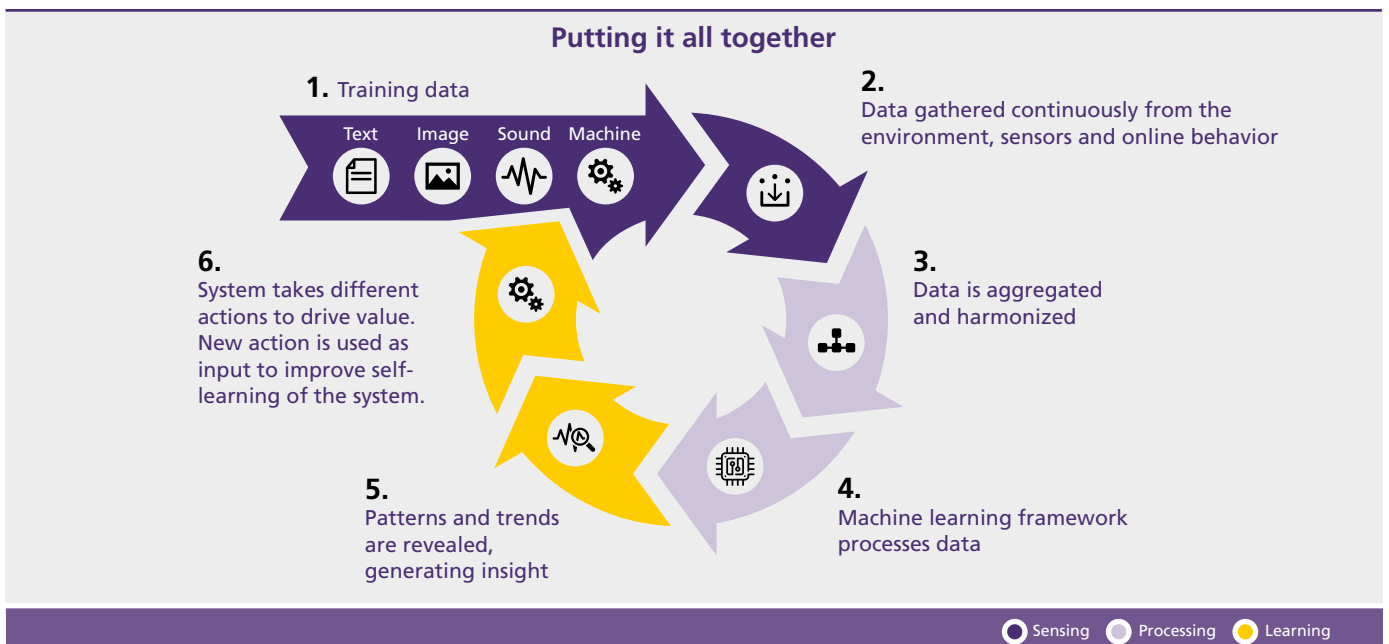 Putting it all together
1. Training data
Text Image Sound Machine
2.
Data gathered continuously from the
environment, sensors and online behavior
3.
Data is aggregated
and harmonized
4.
Machine learning framework
processes data
5.
Patterns and trends
are revealed,
generating insight
6.
System takes different
actions to drive value.
New action is used as
input to improve self-
learning of the system.
Sensing Processing Learning